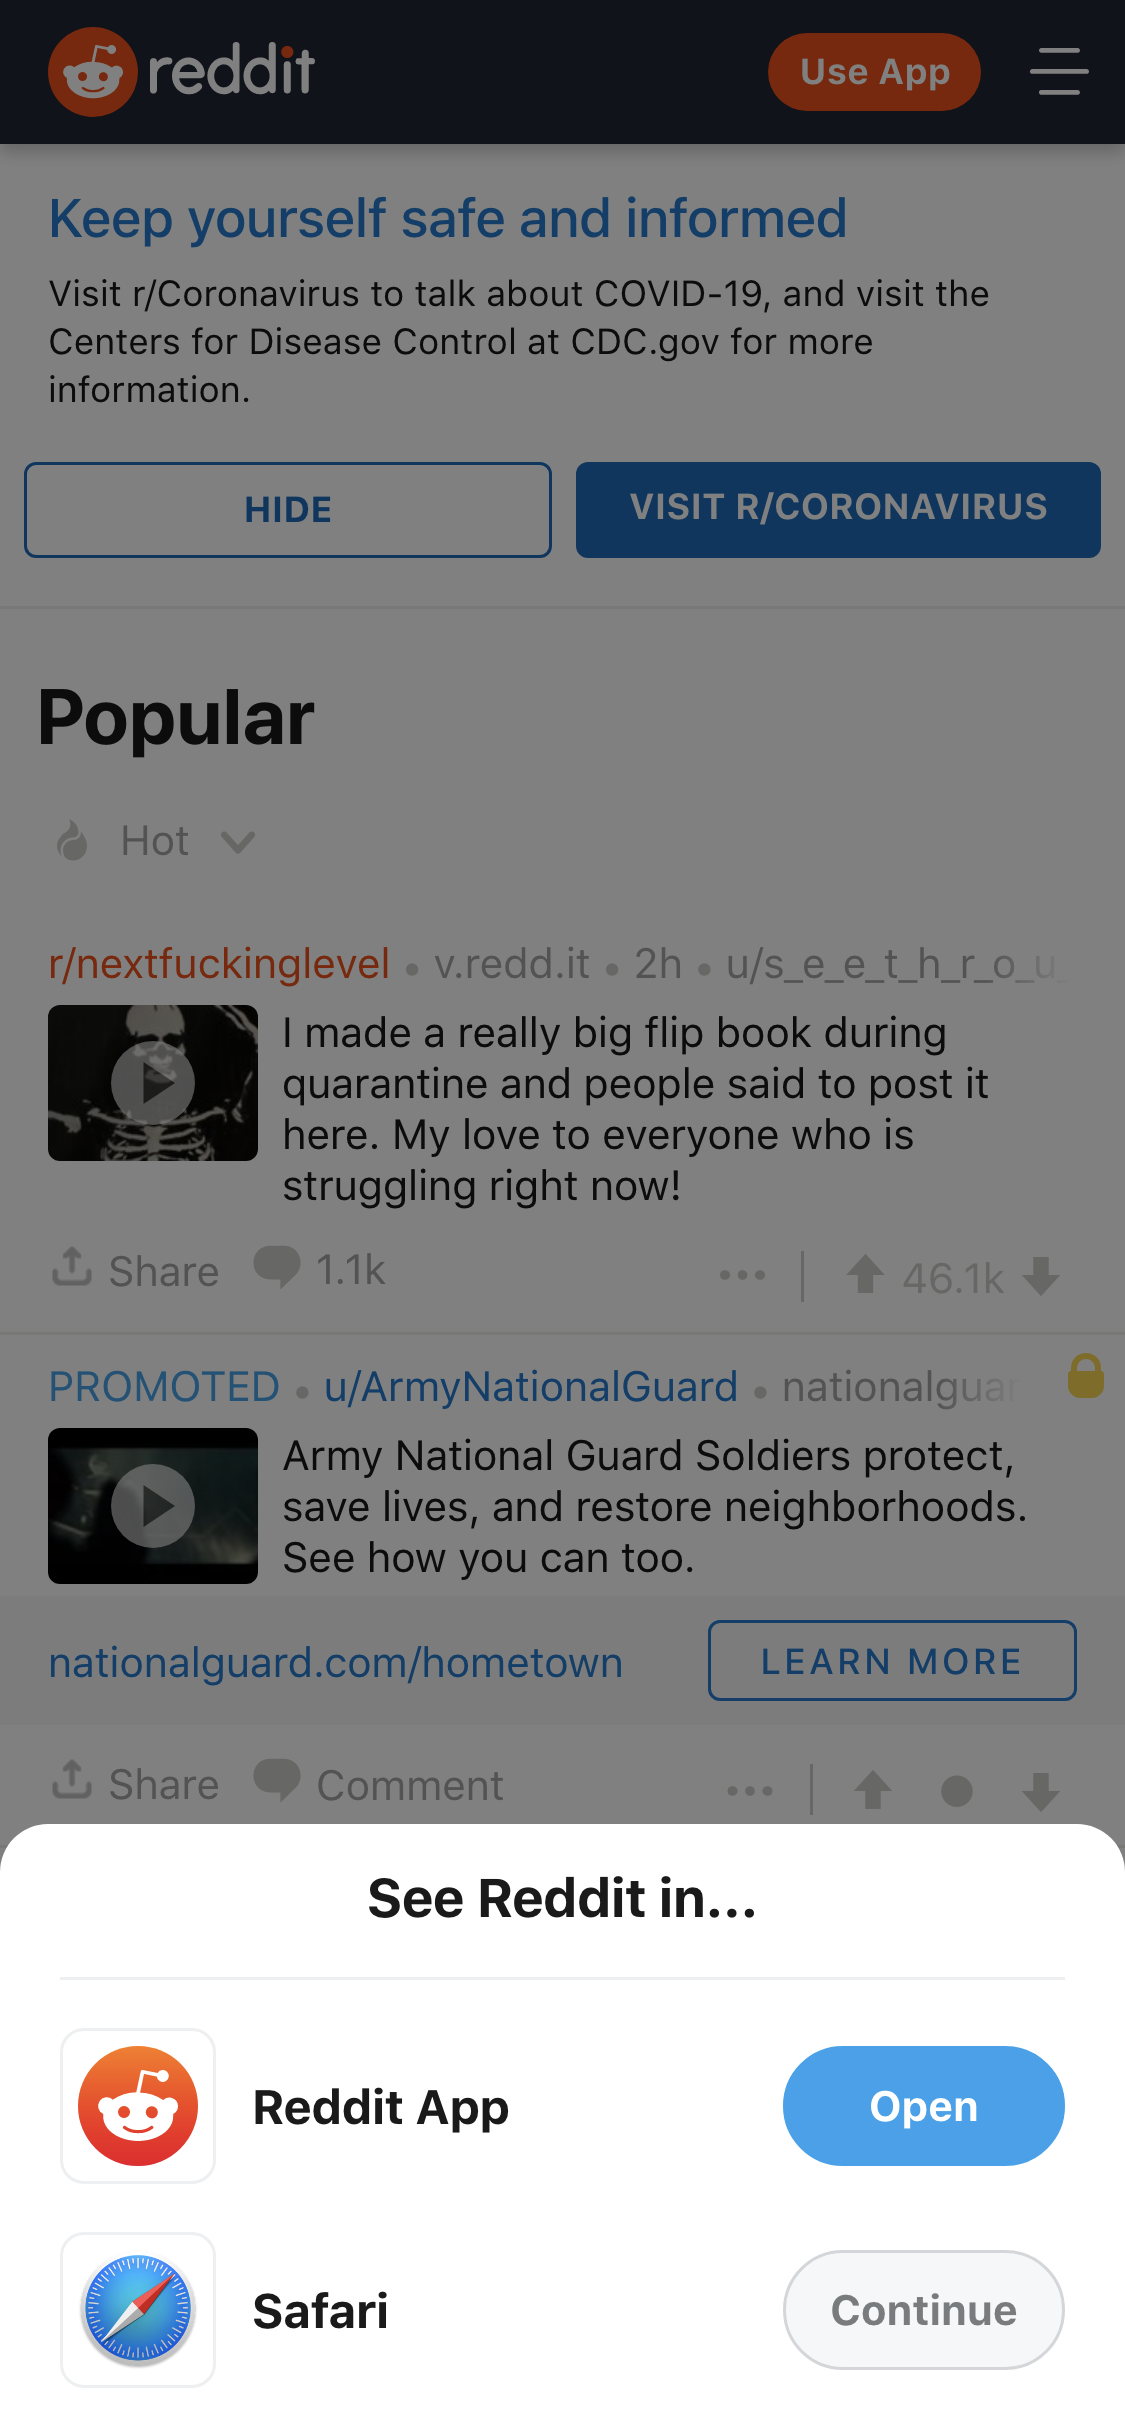 reddit
Use App
Keep yourself safe and informed
Visit r/Coronavirus to talk about COVID-19, and visit the
Centers for Disease Control at CDC.gov for more
information.
HIDE
VISIT R/CORONAVIRUS
Popular
Hot
r/nextfuckinglevel • v.redd.it • 2h • u/s_e_e_t_h_r_o_u_
I made a really big flip book during
quarantine and people said to post it
here. My love to everyone who is
struggling right now!
Share 1.1k ... | 46.1k
PROMOTED • u/ArmyNationalGuard • nationalguar
Army National Guard Soldiers protect,
save lives, and restore neighborhoods.
See how you can too.
nationalguard.com/hometown
LEARN MORE
Share Comment ... | •
See Reddit in...
Reddit App
Open
Safari
Continue